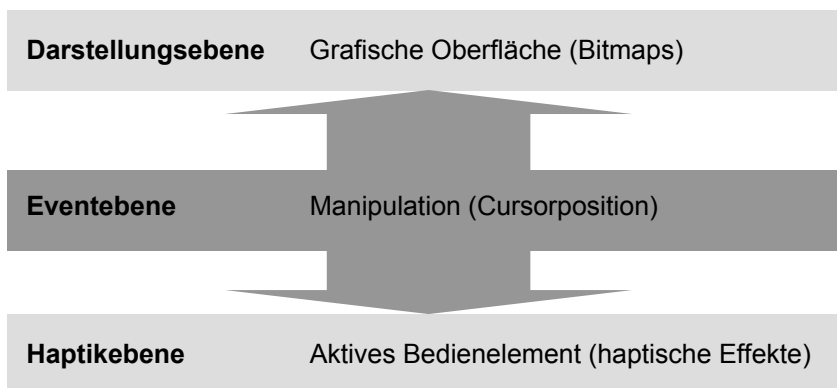 Darstellungsebene Grafische Oberfläche (Bitmaps)
Eventebene Manipulation (Cursorposition)
Haptikebene Aktives Bedienelement (haptische Effekte)